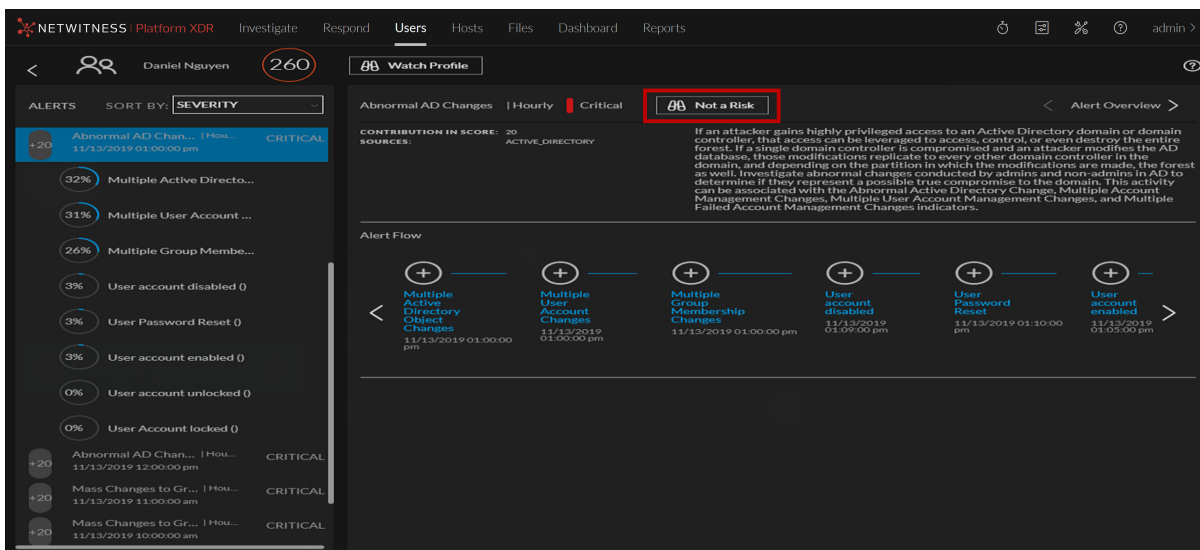 NETWITNESS | Platform XDR Investigate Respond Users Hosts Files Dashboard Reports admin >
Daniel Nguyen 260 Watch Profile
ALERTS SORT BY: SEVERITY
+20 Abnormal AD Chan... | Hou... CRITICAL
11/13/2019 01:00:00 pm
32% Multiple Active Directo...
31% Multiple User Account ...
26% Multiple Group Membe...
3% User account disabled ()
3% User Password Reset ()
3% User account enabled ()
0% User account unlocked ()
0% User Account locked ()
+20 Abnormal AD Chan... | Hou... CRITICAL
11/13/2019 12:00:00 pm
+20 Mass Changes to Gr... | Hou... CRITICAL
11/13/2019 11:00:00 am
+20 Mass Changes to Gr... | Hou... CRITICAL
11/13/2019 10:00:00 am
Abnormal AD Changes | Hourly Critical Not a Risk < Alert Overview >
CONTRIBUTION IN SCORE: 20
SOURCES: ACTIVE_DIRECTORY
If an attacker gains highly privileged access to an Active Directory domain or domain
controller, that access can be leveraged to access, control, or even destroy the entire
forest. If a single domain controller is compromised and an attacker modifies the AD
database, those modifications replicate to every other domain controller in the
domain, and depending on the partition in which the modifications are made, the forest
as well. Investigate abnormal changes conducted by admins and non-admins in AD to
determine if they represent a possible true compromise to the domain. This activity
can be associated with the Abnormal Active Directory Change, Multiple Account
Management Changes, Multiple User Account Management Changes, and Multiple
Failed Account Management Changes indicators.
Alert Flow
Multiple
Active
Directory
Object
Changes
11/13/2019 01:00:00
pm
Multiple
User
Account
Changes
11/13/2019
01:00:00 pm
Multiple
Group
Membership
Changes
11/13/2019 01:00:00 pm
User
account
disabled
11/13/2019
01:09:00 pm
User
Password
Reset
11/13/2019 01:10:00
pm
User
account
enabled
11/13/2019
01:05:00 pm